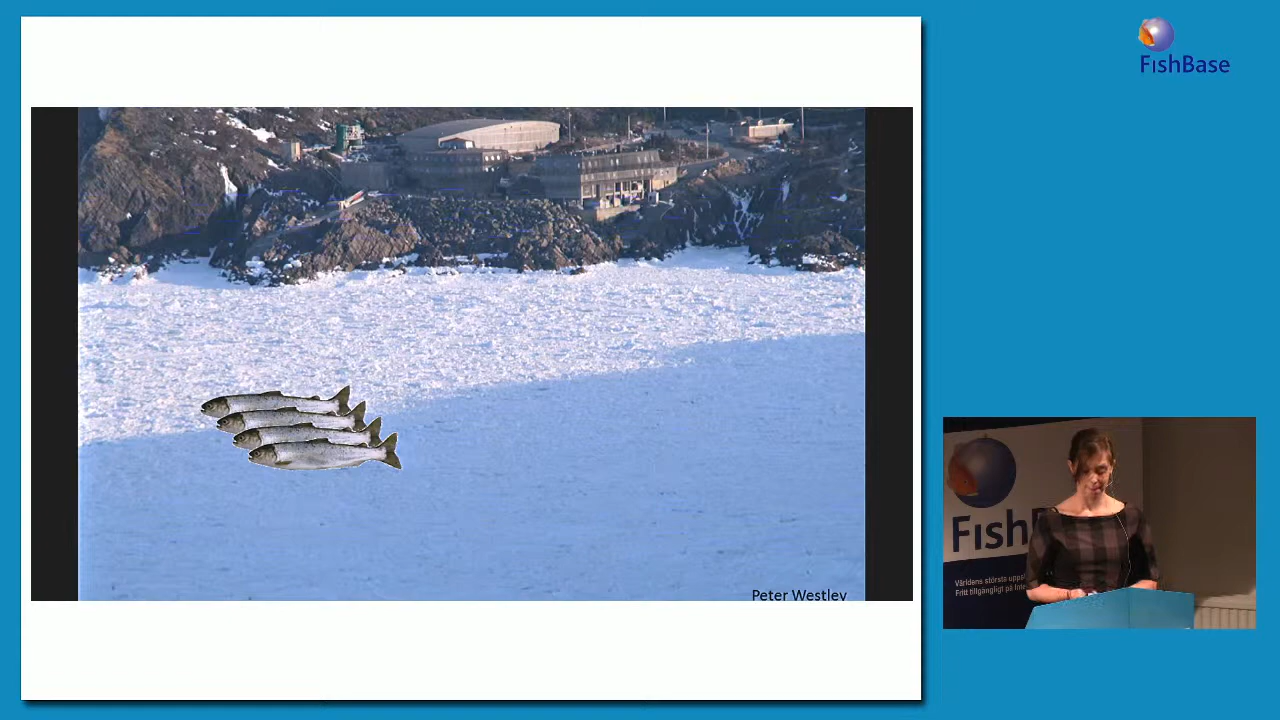 FishBase
Peter Westley
FishB
Världens största uppsl
Fritt tillgängligt på Inte